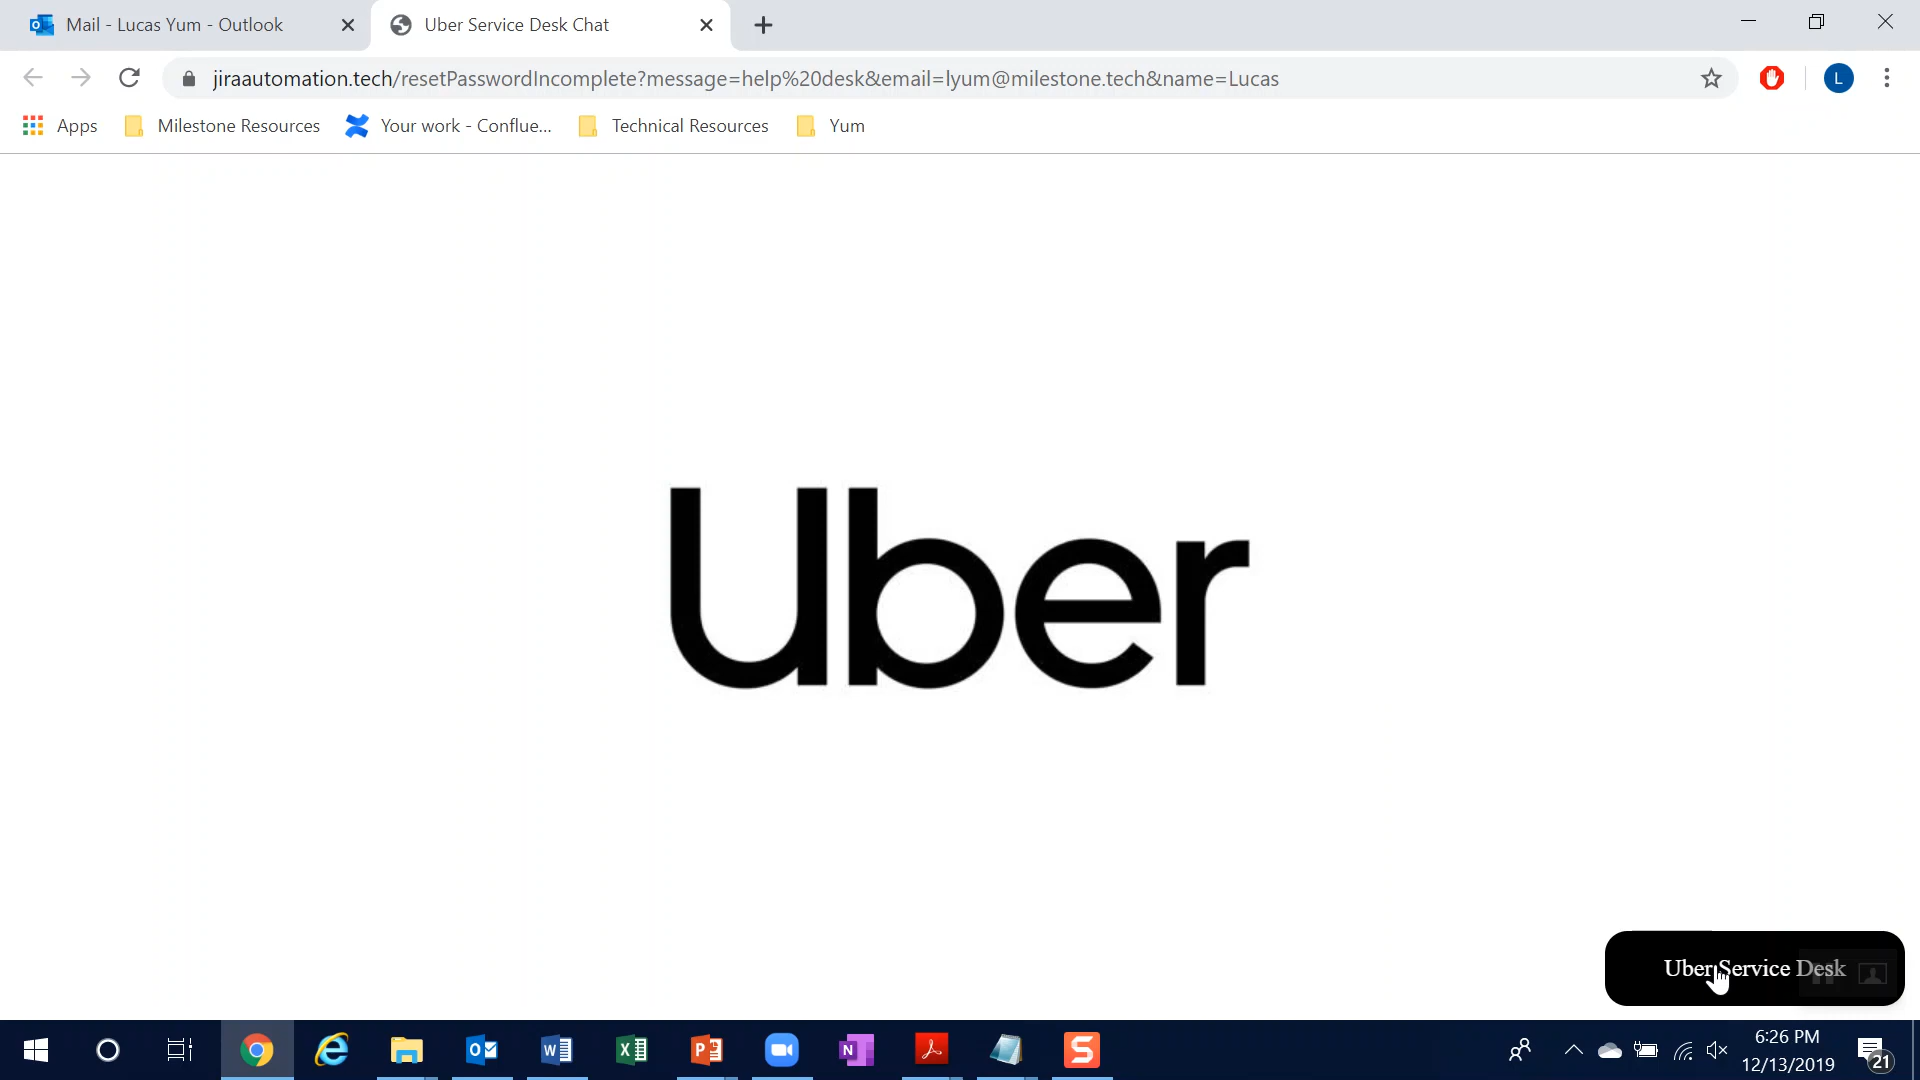 Mail - Lucas Yum - Outlook
Uber Service Desk Chat
jiraautomation.tech/resetPasswordIncomplete?message=help%20desk&email=lyum@milestone.tech&name=Lucas
L
Apps
Milestone Resources
Your work - Conflue...
Technical Resources
Yum
Uber
Uber Service Desk
6:26 PM
12/13/2019
21